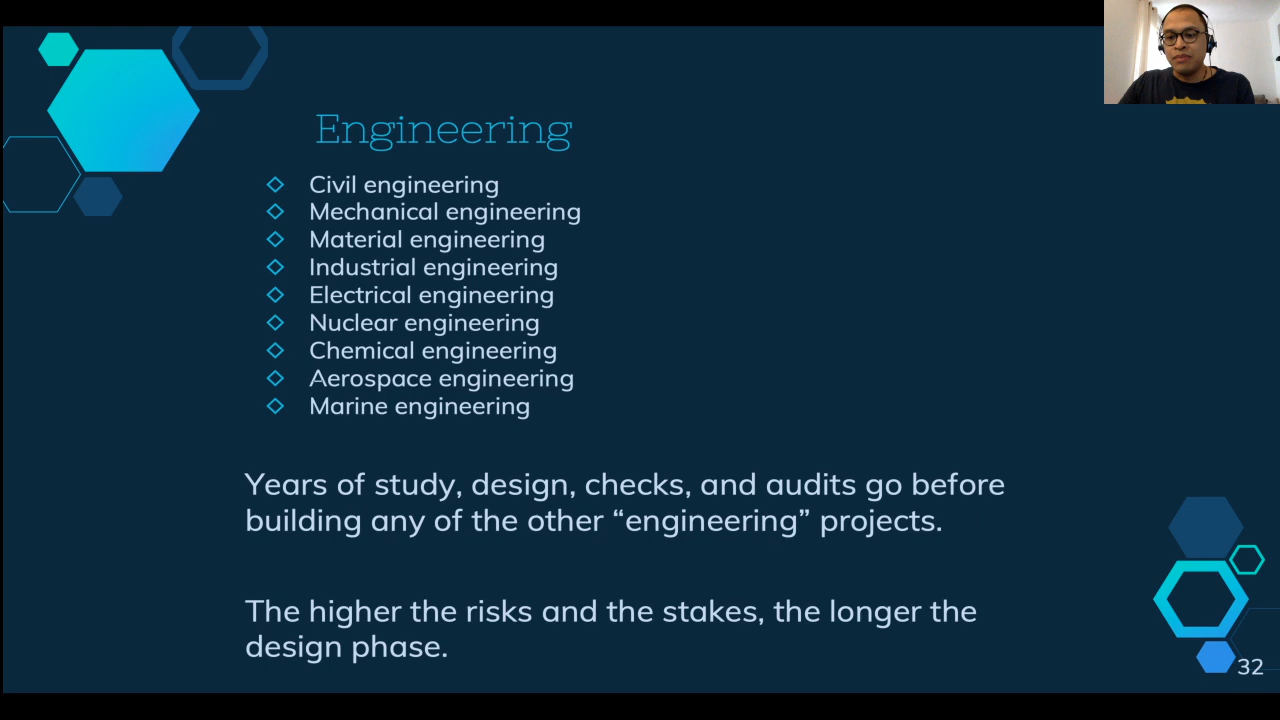 Engineering
Civil engineering
Mechanical engineering
Material engineering
Industrial engineering
Electrical engineering
Nuclear engineering
Chemical engineering
Aerospace engineering
Marine engineering
Years of study, design, checks, and audits go before
building any of the other “engineering” projects.
The higher the risks and the stakes, the longer the
design phase.
32